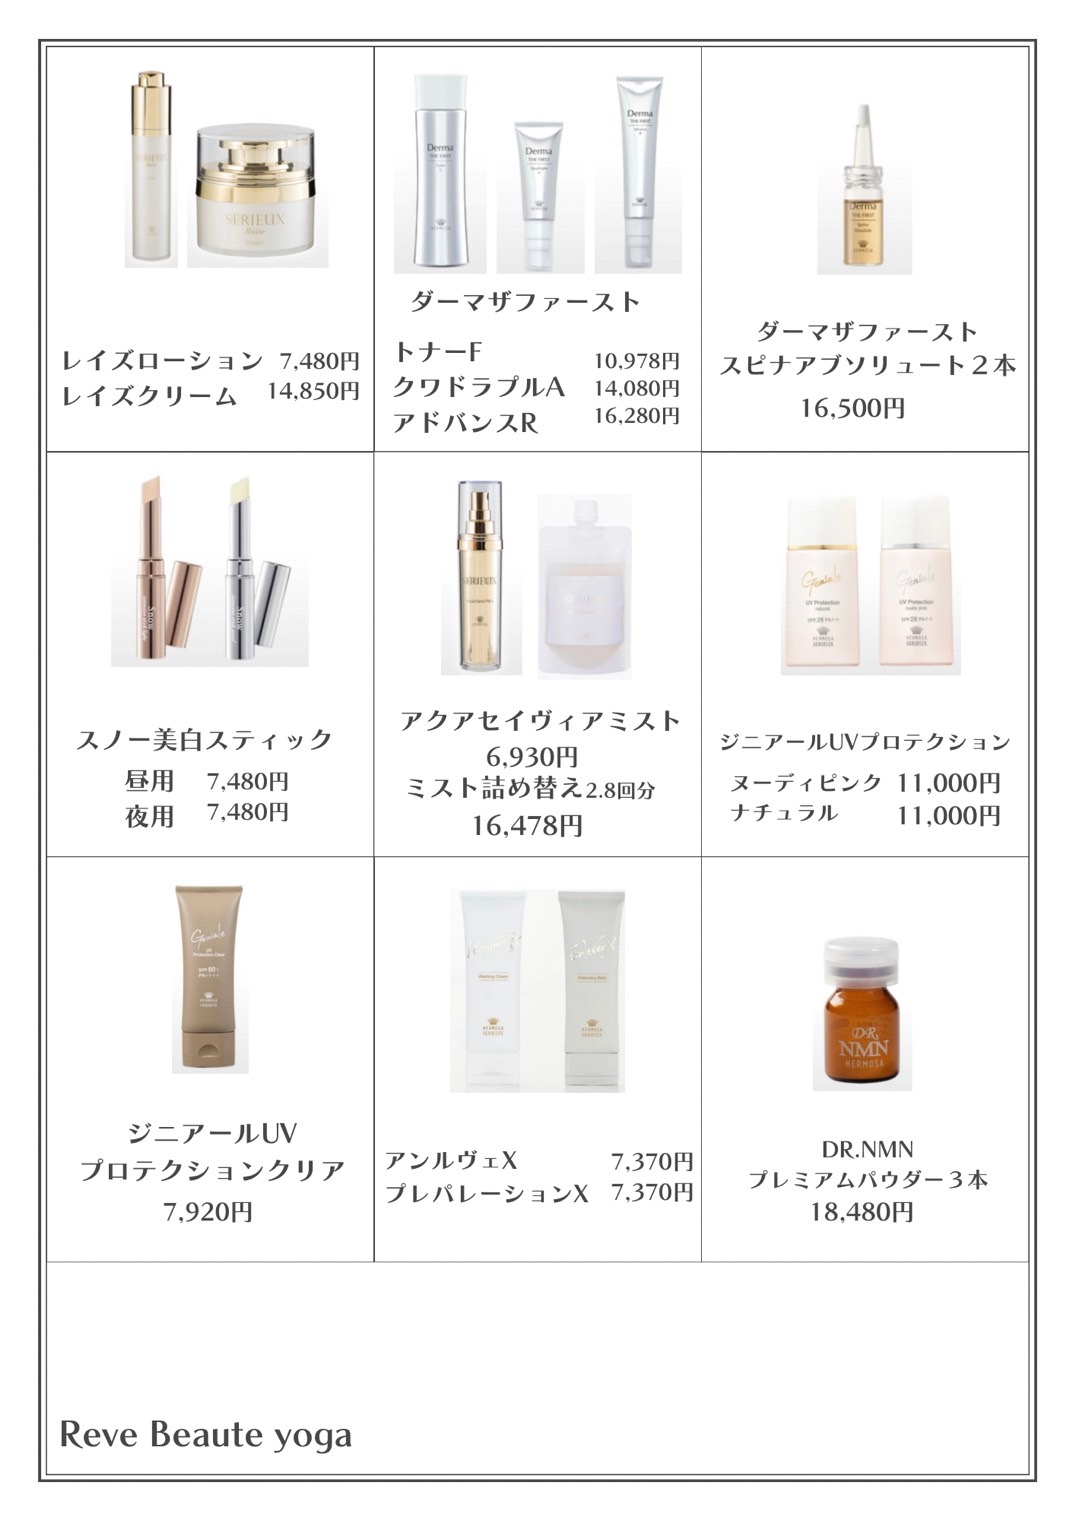 SERIEUX
レイズローション 7,480円
レイズクリーム 14,850円
Derma
THE FIRST
Derma
THE FIRST
Derma
THE FIRST
ダーマザファースト
トナーF 10,978円
クワドラプルA 14,080円
アドバンスR 16,280円
Derma
THE FIRST
ダーマザファースト
スピナアブソリュート２本
16,500円
スノー美白スティック
昼用 7,480円
夜用 7,480円
SERIEUX
アクアセイヴィアミスト
6,930円
ミスト詰め替え2.8回分
16,478円
Geniale
UV Protection
natural
SPF28 PA++
HERMOSA
SERIEUX
Geniale
UV Protection
nude pink
SPF28 PA++
HERMOSA
SERIEUX
ジニアールUVプロテクション
ヌーディピンク 11,000円
ナチュラル 11,000円
Geniale
UV
Protection Clear
SPF50+
PA++++
HERMOSA
SERIEUX
ジニアールUV
プロテクションクリア
7,920円
Washing Cream
HERMOSA
SERIEUX
Cleansing Balm
HERMOSA
SERIEUX
アンルヴェX 7,370円
プレパレーションX 7,370円
DR.
NMN
HERMOSA
DR.NMN
プレミアムパウダー３本
18,480円
Reve Beaute yoga